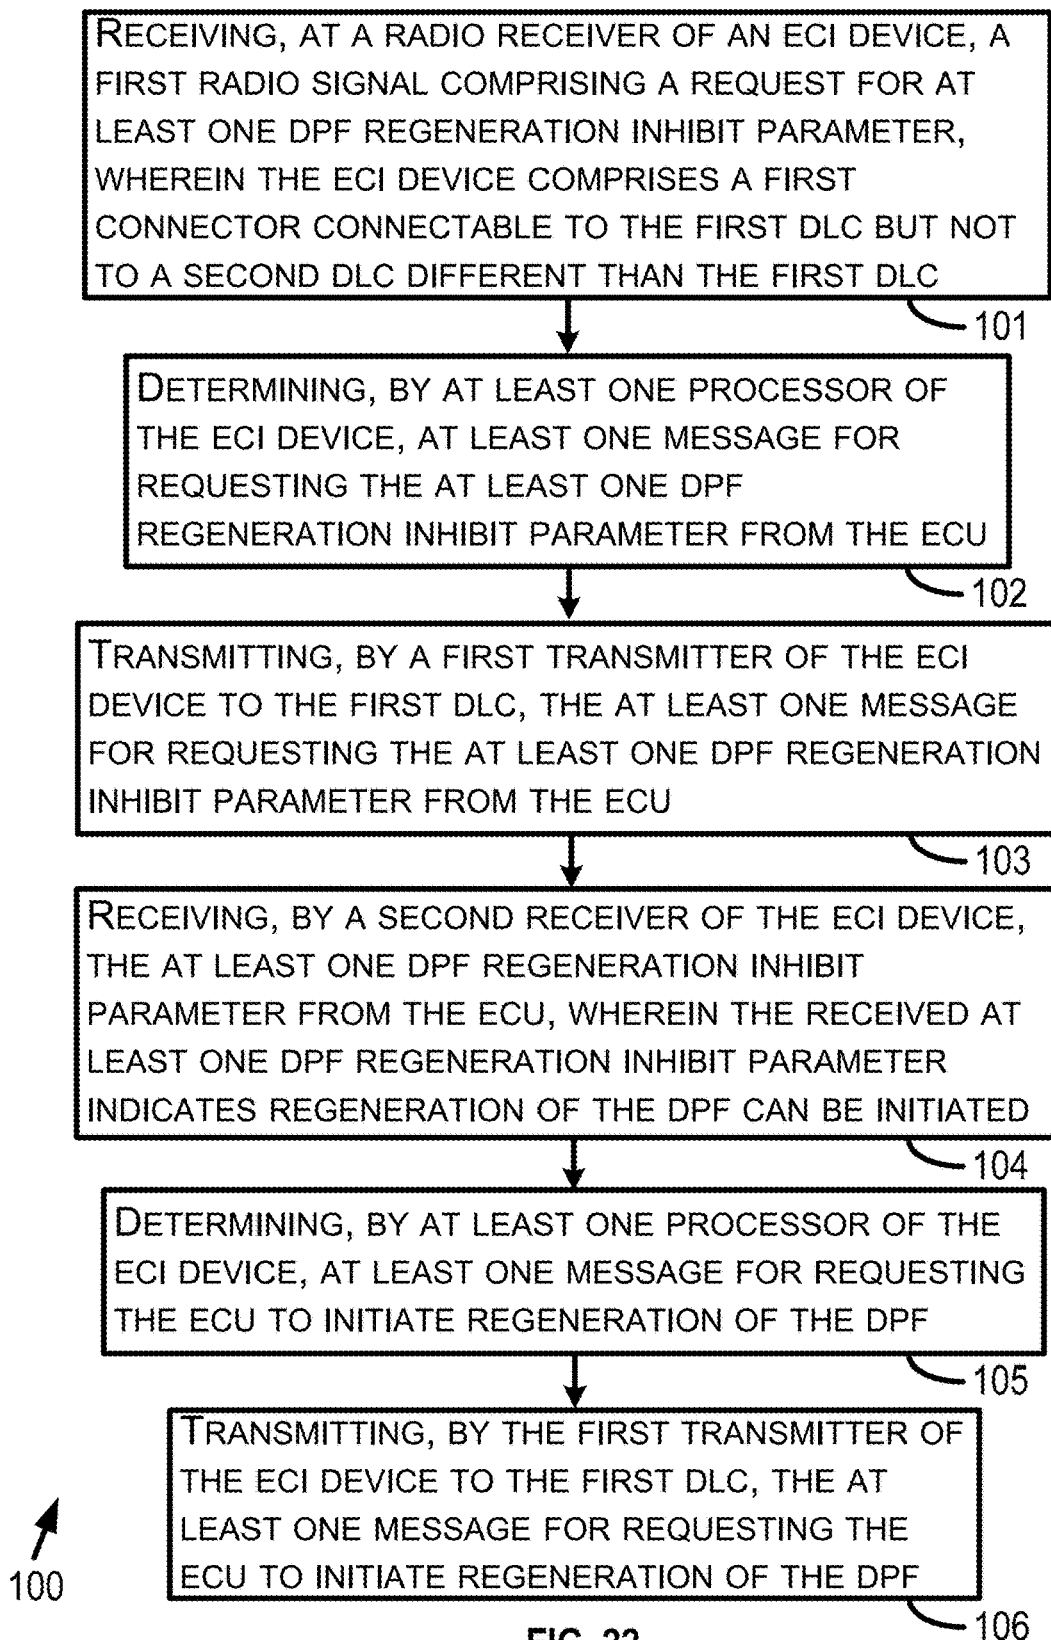 RECEIVING, AT A RADIO RECEIVER OF AN ECI DEVICE, A
FIRST RADIO SIGNAL COMPRISING A REQUEST FOR AT
LEAST ONE DPF REGENERATION INHIBIT PARAMETER,
WHEREIN THE ECI DEVICE COMPRISES A FIRST
CONNECTOR CONNECTABLE TO THE FIRST DLC BUT NOT
TO A SECOND DLC DIFFERENT THAN THE FIRST DLC
101
DETERMINING, BY AT LEAST ONE PROCESSOR OF
THE ECI DEVICE, AT LEAST ONE MESSAGE FOR
REQUESTING THE AT LEAST ONE DPF
REGENERATION INHIBIT PARAMETER FROM THE ECU
102
TRANSMITTING, BY A FIRST TRANSMITTER OF THE ECI
DEVICE TO THE FIRST DLC, THE AT LEAST ONE MESSAGE
FOR REQUESTING THE AT LEAST ONE DPF REGENERATION
INHIBIT PARAMETER FROM THE ECU
103
RECEIVING, BY A SECOND RECEIVER OF THE ECI DEVICE,
THE AT LEAST ONE DPF REGENERATION INHIBIT
PARAMETER FROM THE ECU, WHEREIN THE RECEIVED AT
LEAST ONE DPF REGENERATION INHIBIT PARAMETER
INDICATES REGENERATION OF THE DPF CAN BE INITIATED
104
DETERMINING, BY AT LEAST ONE PROCESSOR OF THE
ECI DEVICE, AT LEAST ONE MESSAGE FOR REQUESTING
THE ECU TO INITIATE REGENERATION OF THE DPF
105
TRANSMITTING, BY THE FIRST TRANSMITTER OF
THE ECI DEVICE TO THE FIRST DLC, THE AT
LEAST ONE MESSAGE FOR REQUESTING THE
ECU TO INITIATE REGENERATION OF THE DPF
106
100